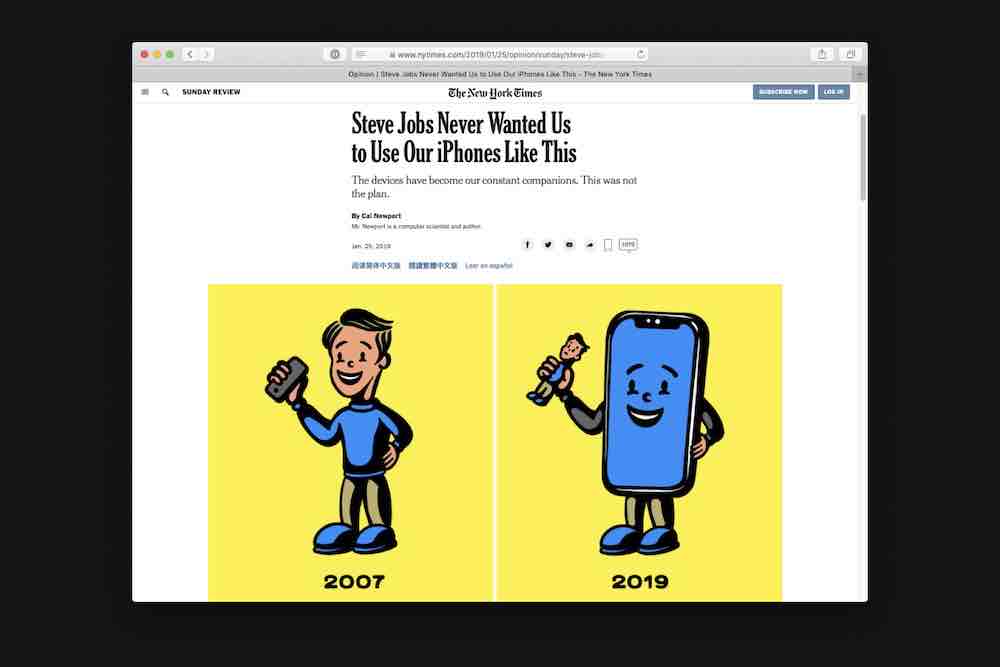 www.nytimes.com/2019/01/25/opinion/sunday/steve-job
Opinion | Steve Jobs Never Wanted Us to Use Our iPhones Like This - The New York Times
SUNDAY REVIEW
The New York Times
SUBSCRIBE NOW
LOG IN
Steve Jobs Never Wanted Us
to Use Our iPhones Like This
The devices have become our constant companions. This was not
the plan.
By Cal Newport
Mr. Newport is a computer scientist and author.
Jan. 25, 2019
阅读简体中文版 閱讀繁體中文版 Leer en español
2007
2019